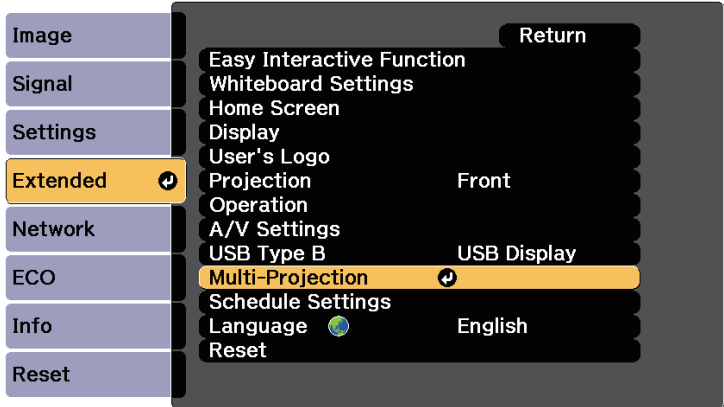 Image
Signal
Settings
Extended
Network
ECO
Info
Reset
Return
Easy Interactive Function
Whiteboard Settings
Home Screen
Display
User's Logo
Projection Front
Operation
A/V Settings
USB Type B USB Display
Multi-Projection
Schedule Settings
Language English
Reset